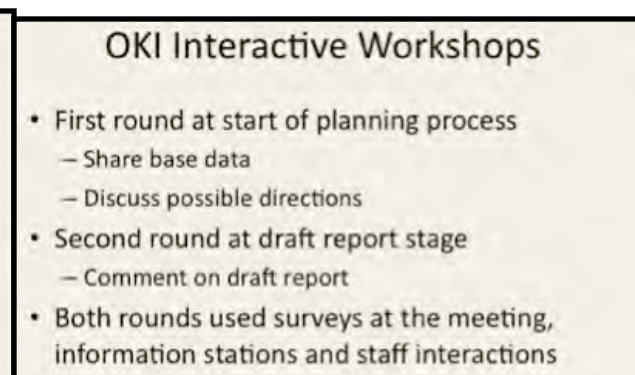 OKI Interactive Workshops
• First round at start of planning process
– Share base data
– Discuss possible directions
• Second round at draft report stage
– Comment on draft report
• Both rounds used surveys at the meeting,
information stations and staff interactions